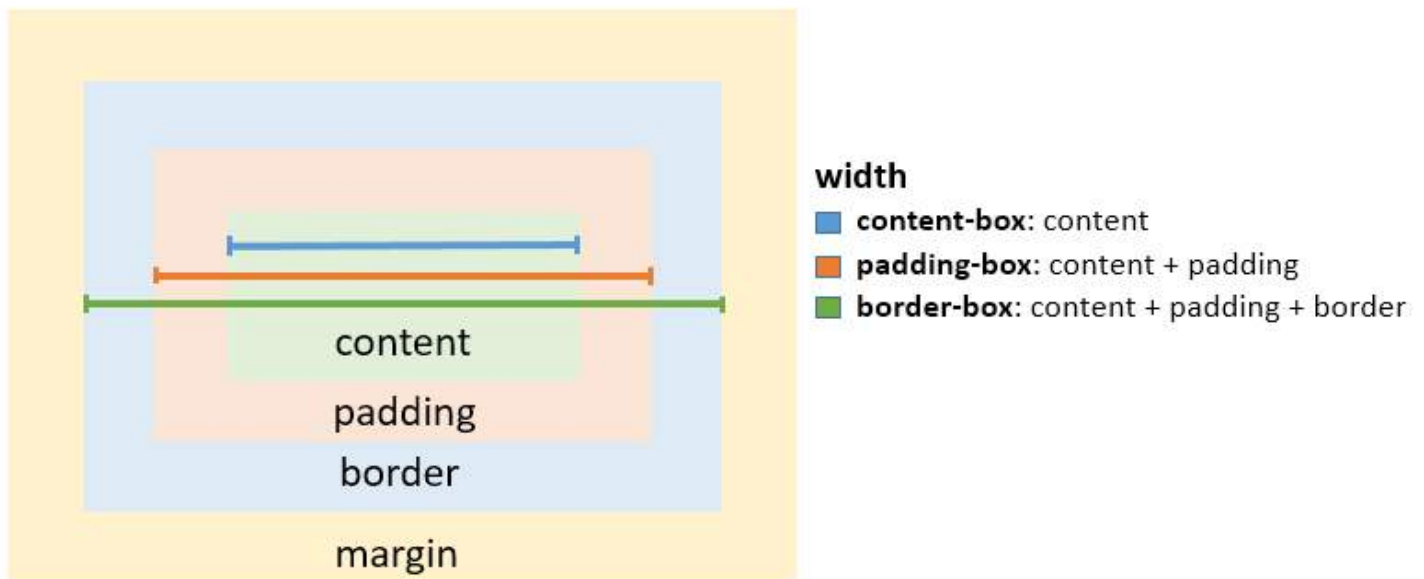 content
padding
border
margin
width
content-box: content
padding-box: content + padding
border-box: content + padding + border